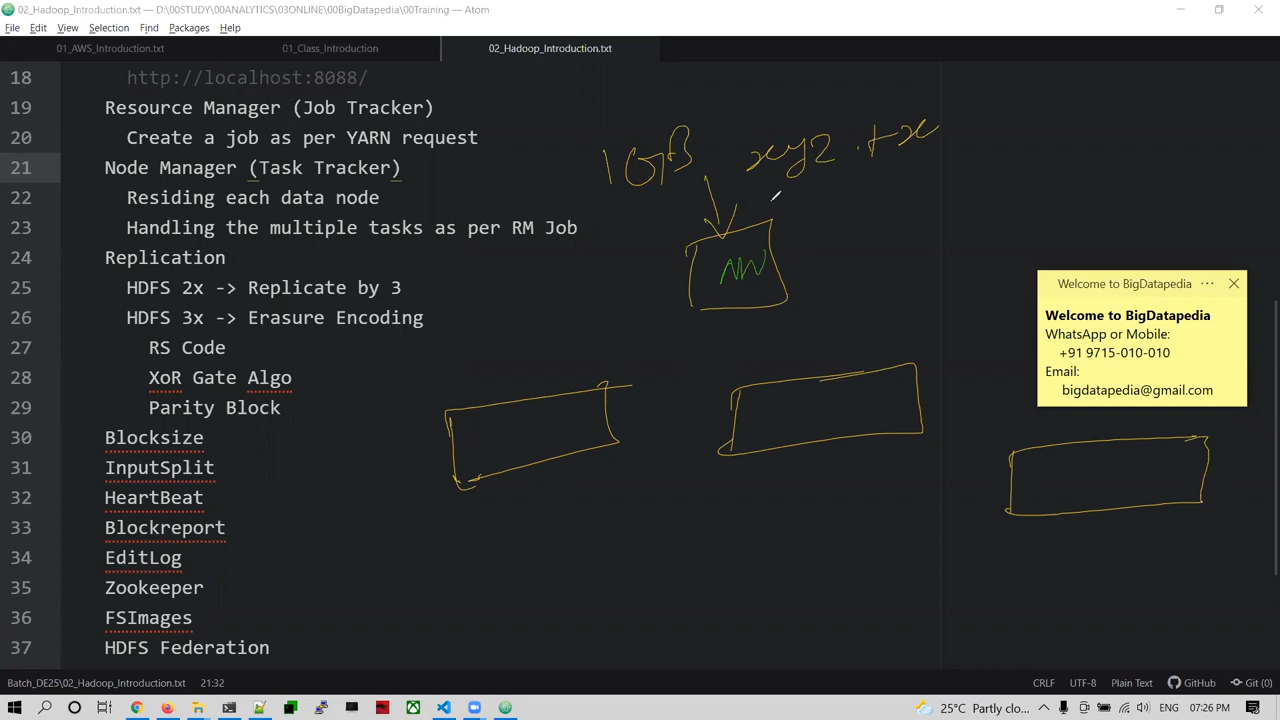 02_Hadoop_Introduction.txt — D:\00STUDY\00ANALYTICS\03ONLINE\00BigDatapedia\00Training — Atom
File Edit View Selection Find Packages Help
01_AWS_Introduction.txt 01_Class_Introduction 02_Hadoop_Introduction.txt
18 http://localhost:8088/
19 Resource Manager (Job Tracker)
20 Create a job as per YARN request
21 Node Manager (Task Tracker)
22 Residing each data node
23 Handling the multiple tasks as per RM Job
24 Replication
25 HDFS 2x -> Replicate by 3
26 HDFS 3x -> Erasure Encoding
27 RS Code
28 XoR Gate Algo
29 Parity Block
30 Blocksize
31 InputSplit
32 HeartBeat
33 Blockreport
34 EditLog
35 Zookeeper
36 FSImages
37 HDFS Federation
1GB xyz.tx
NN
Welcome to BigDatapedia ···
Welcome to BigDatapedia
WhatsApp or Mobile:
+91 9715-010-010
Email:
bigdatapedia@gmail.com
Batch_DE25\02_Hadoop_Introduction.txt 21:32 CRLF UTF-8 Plain Text GitHub Git (0)
25°C Partly clo... ENG 07:26 PM